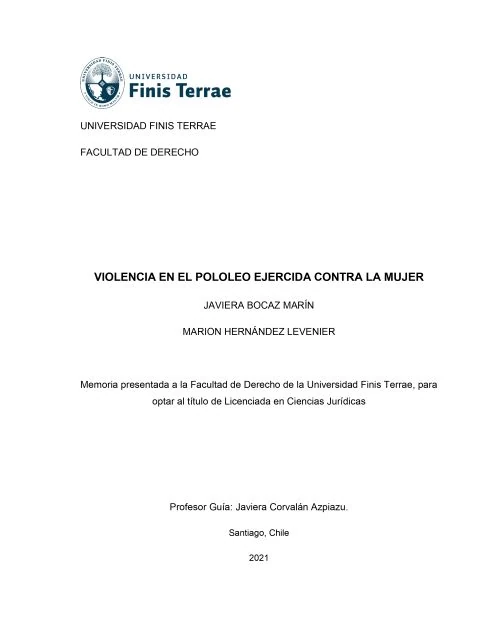 UNIVERSIDAD
Finis Terrae
UNIVERSIDAD FINIS TERRAE
FACULTAD DE DERECHO
VIOLENCIA EN EL POLOLEO EJERCIDA CONTRA LA MUJER
JAVIERA BOCAZ MARÍN
MARION HERNÁNDEZ LEVENIER
Memoria presentada a la Facultad de Derecho de la Universidad Finis Terrae, para
optar al título de Licenciada en Ciencias Jurídicas
Profesor Guía: Javiera Corvalán Azpiazu.
Santiago, Chile
2021